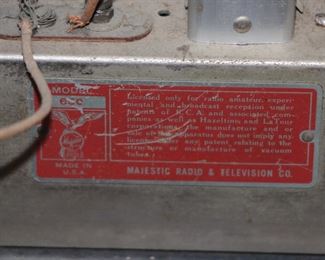 MODEL
Licensed only for radio amateur, exper-
mental and broadcast reception under
patents of R.C.A. and associated com-
panies as well as Hazeltine and LaTour
corporations, the manufacture and or
sale of this apparatus does not imply any
license under any patent relating to the
structure or manufacture of vacuum
tubes.
MADE IN
U.S.A.
MAJESTIC RADIO & TELEVISION CO.